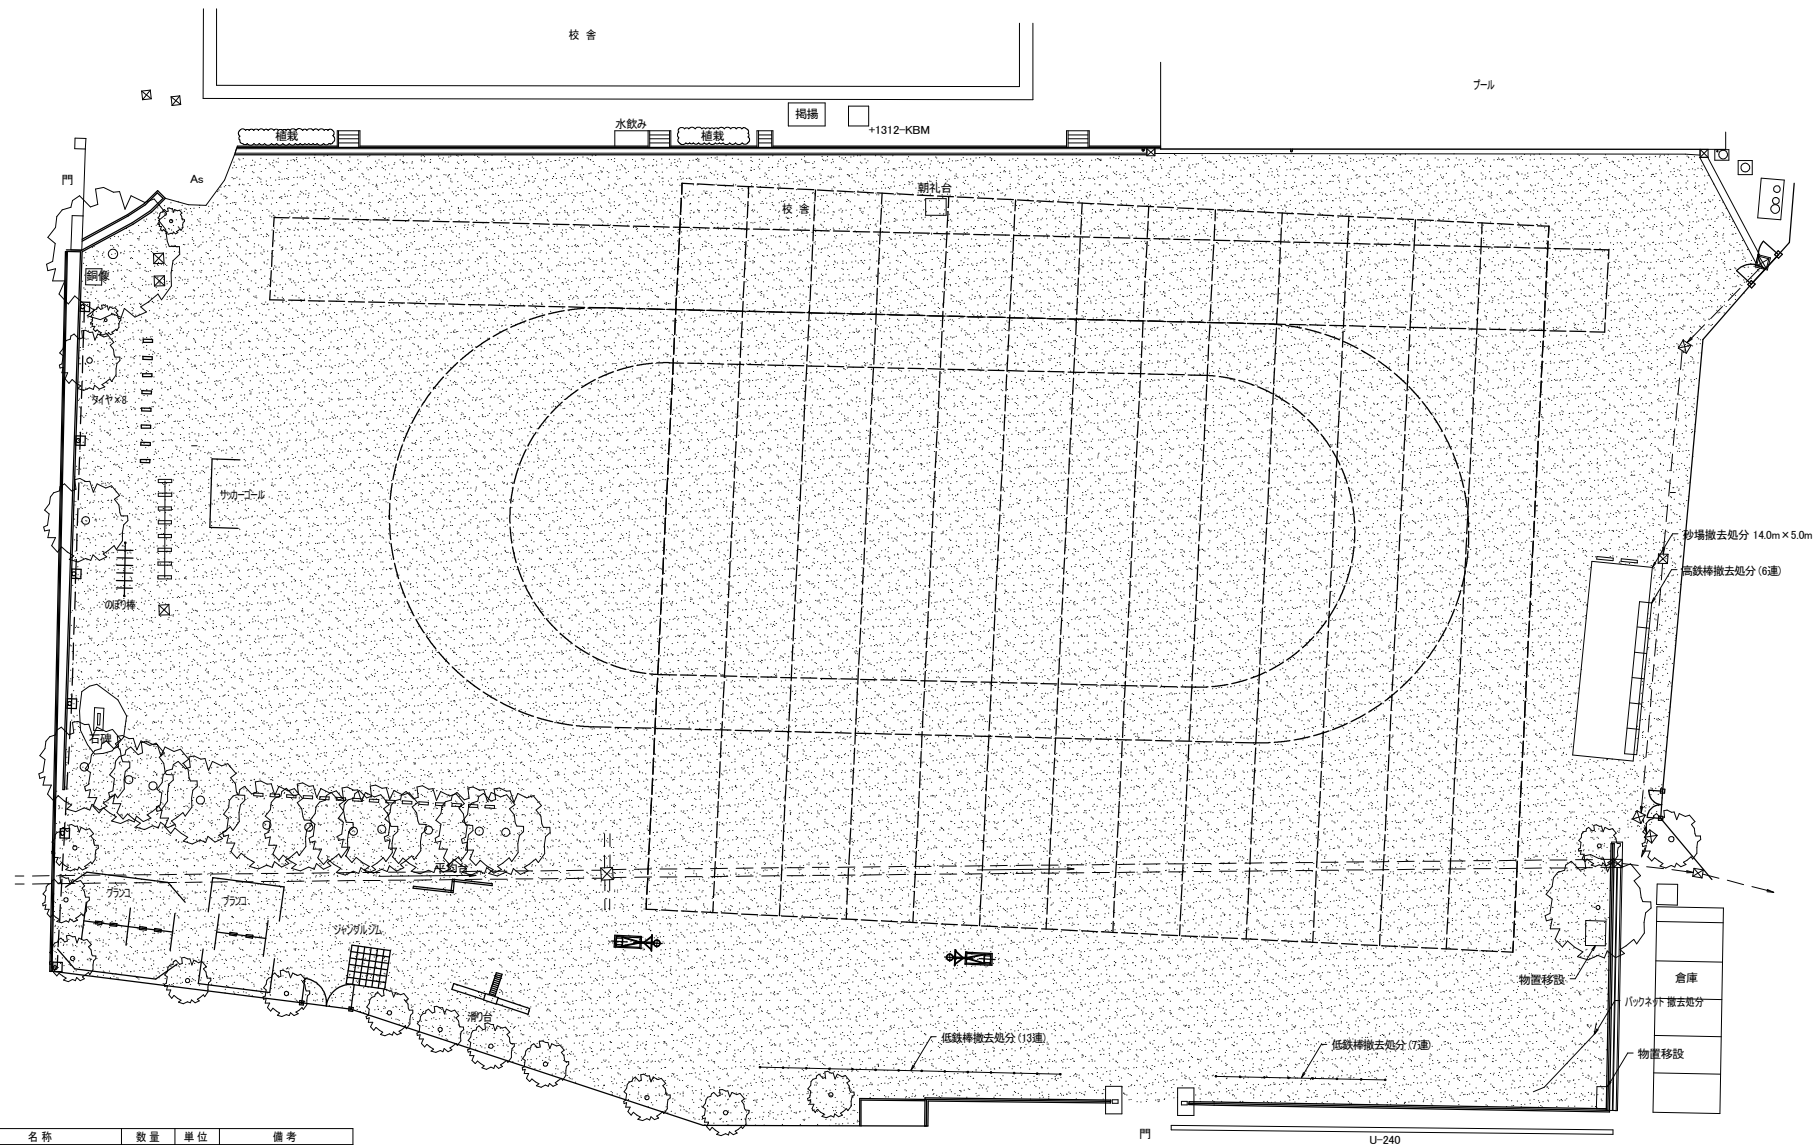 校 舎
プール
掲揚
+1312-KBM
水飲み
植栽
植栽
門
As
朝礼台
校 舎
銅像
タイヤ×8
サッカーゴール
砂場撤去処分 14.0m×5.0m
高鉄棒撤去処分(6連)
のぼり棒
石碑
平均台
ブランコ
ブランコ
ジャングルジム
滑り台
物置移設
倉庫
バックネット撤去処分
低鉄棒撤去処分(13連)
低鉄棒撤去処分(7連)
物置移設
門
U-240
名 称 数 量 単 位 備 考